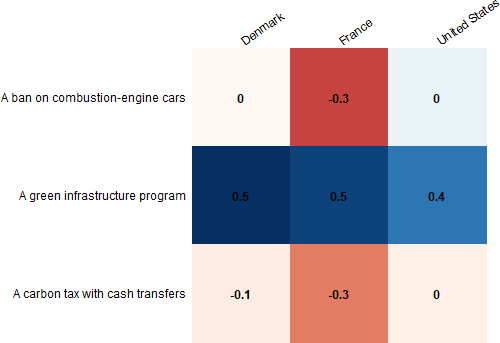 Denmark France United States
A ban on combustion-engine cars 0 -0.3 0
A green infrastructure program 0.5 0.5 0.4
A carbon tax with cash transfers -0.1 -0.3 0